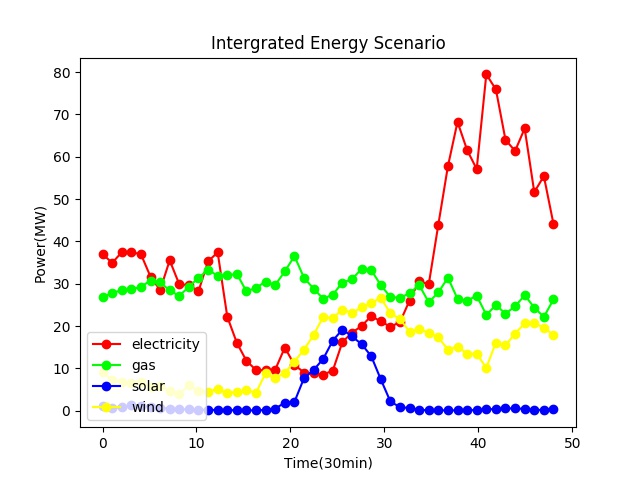 Intergrated Energy Scenario
Power(MW)
80
70
60
50
40
30
20
10
0
electricity
gas
solar
wind
0 10 20 30 40 50
Time(30min)